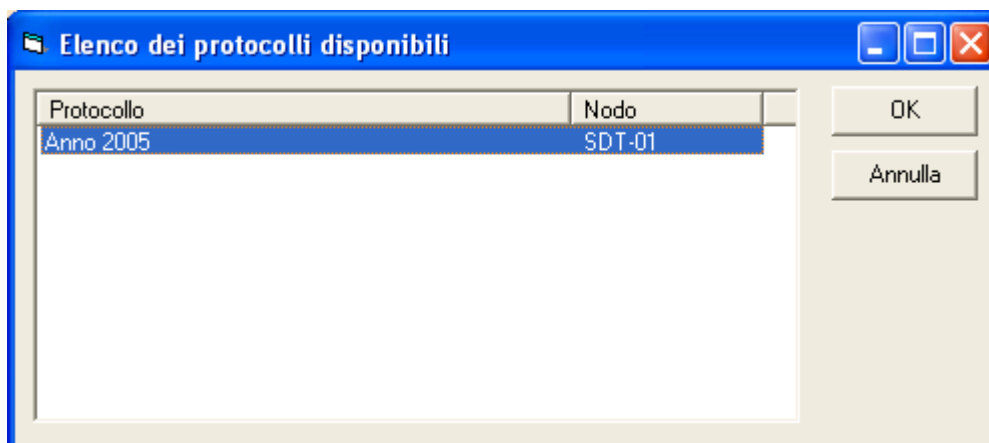 Elenco dei protocolli disponibili
Protocollo Nodo
Anno 2005 SDT-01
OK
Annulla